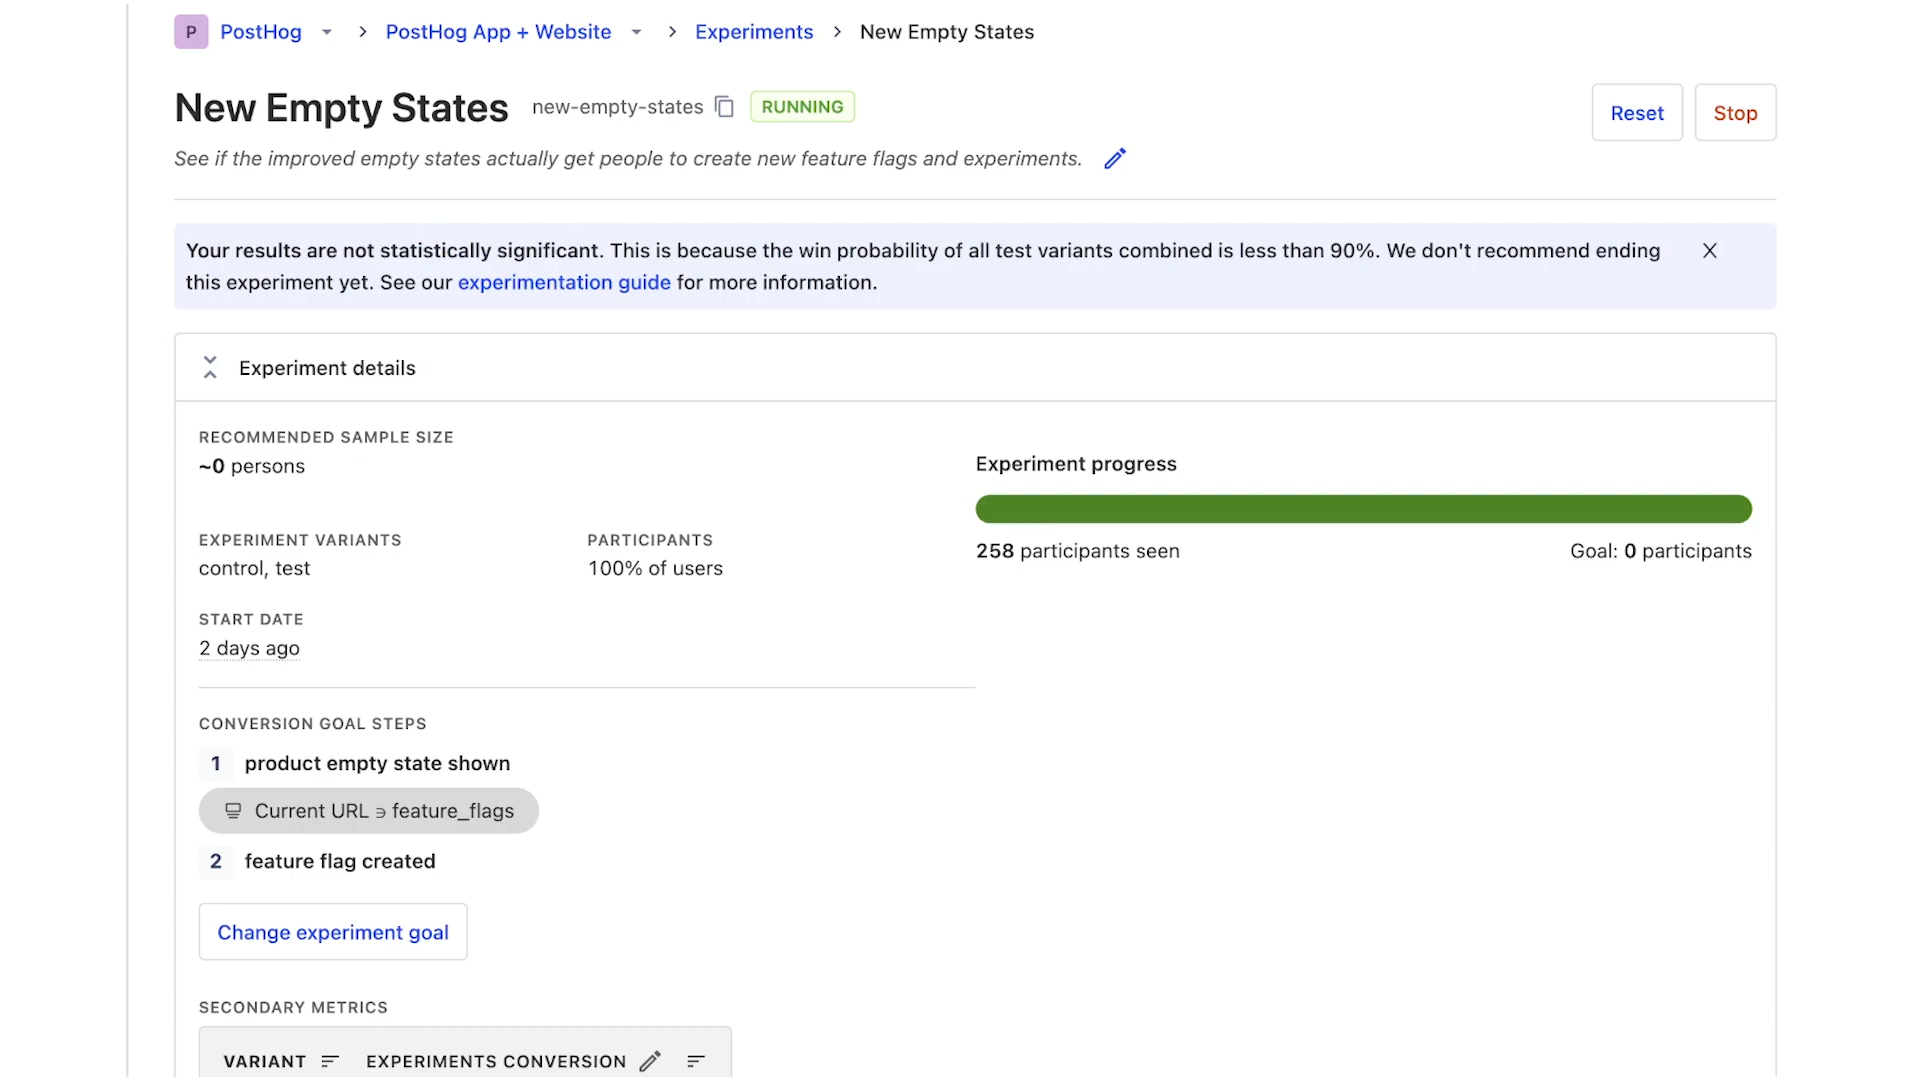 P PostHog > PostHog App + Website > Experiments > New Empty States
New Empty States new-empty-states RUNNING Reset Stop
See if the improved empty states actually get people to create new feature flags and experiments.
Your results are not statistically significant. This is because the win probability of all test variants combined is less than 90%. We don't recommend ending
this experiment yet. See our experimentation guide for more information.
Experiment details
RECOMMENDED SAMPLE SIZE
~0 persons
Experiment progress
258 participants seen Goal: 0 participants
EXPERIMENT VARIANTS PARTICIPANTS
control, test 100% of users
START DATE
2 days ago
CONVERSION GOAL STEPS
1 product empty state shown
Current URL ∋ feature_flags
2 feature flag created
Change experiment goal
SECONDARY METRICS
VARIANT EXPERIMENTS CONVERSION